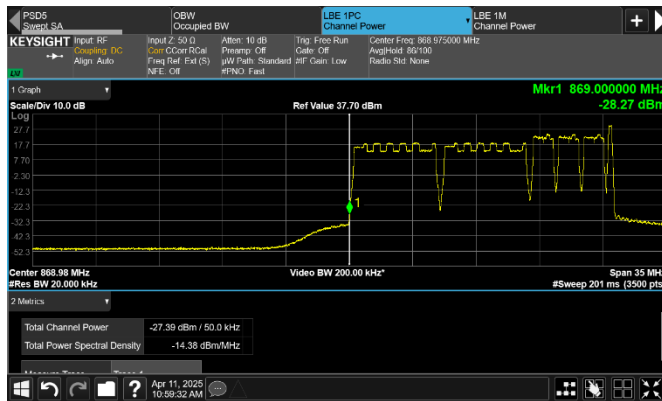 PSD5
Swept SA
OBW
Occupied BW
LBE 1PC
Channel Power
LBE 1M
Channel Power
KEYSIGHT
Input: RF
Coupling: DC
Align: Auto
Input Z: 50 Ω
Corr CCorr RCal
Freq Ref: Ext (S)
NFE: Off
Atten: 10 dB
Preamp: Off
µW Path: Standard
#PNO: Fast
Trig: Free Run
Gate: Off
#IF Gain: Low
Center Freq: 868.975000 MHz
Avg|Hold: 86/100
Radio Std: None
1 Graph
Mkr1 869.000000 MHz
Scale/Div 10.0 dB
Ref Value 37.70 dBm
-28.27 dBm
Log
27.7
17.7
7.70
2.30
-12.3
-22.3
-32.3
-42.3
-52.3
1
Center 868.98 MHz
Video BW 200.00 kHz*
Span 35 MHz
#Res BW 20.000 kHz
#Sweep 201 ms (3500 pts
2 Metrics
Total Channel Power
-27.39 dBm / 50.0 kHz
Total Power Spectral Density
-14.38 dBm/MHz
Apr 11, 2025
10:59:32 AM